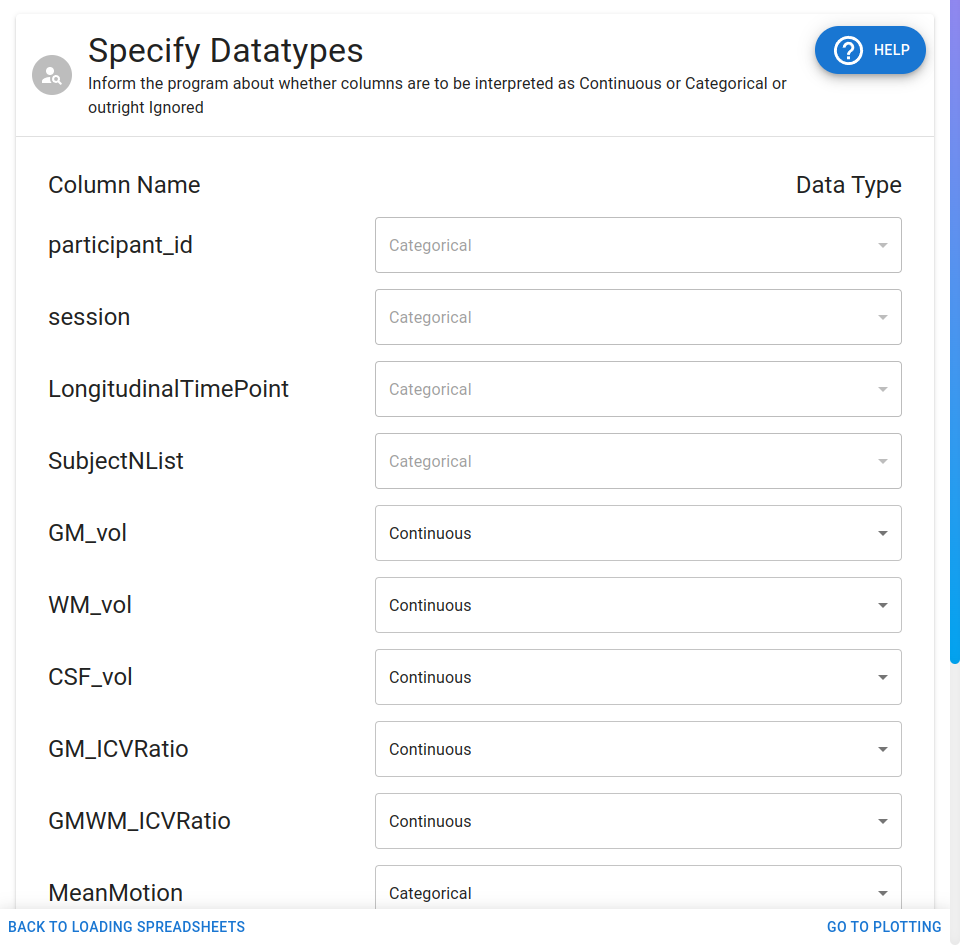 Specify Datatypes
Inform the program about whether columns are to be interpreted as Continuous or Categorical or
outright Ignored
HELP
Column Name Data Type
participant_id Categorical
session Categorical
LongitudinalTimePoint Categorical
SubjectNList Categorical
GM_vol Continuous
WM_vol Continuous
CSF_vol Continuous
GM_ICVRatio Continuous
GMWM_ICVRatio Continuous
MeanMotion Categorical
BACK TO LOADING SPREADSHEETS GO TO PLOTTING